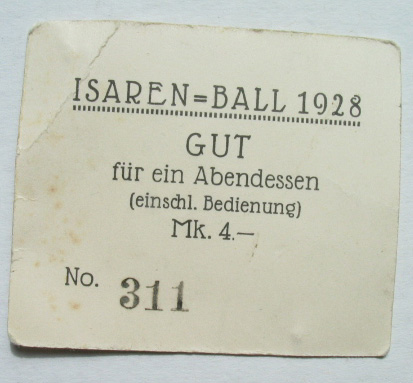 ISAREN=BALL 1928
GUT
für ein Abendessen
(einschl. Bedienung)
Mk. 4.—
No. 311